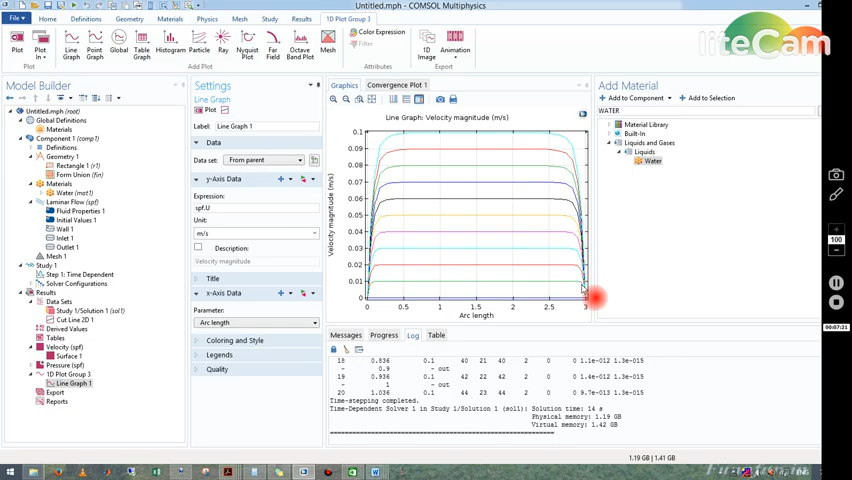 Untitled.mph - COMSOL Multiphysics
File
Home
Definitions
Geometry
Materials
Physics
Mesh
Study
Results
1D Plot Group 3
Plot
Plot In
Line Graph
Point Graph
Global
Table Graph
Histogram
Particle
Ray
Nyquist Plot
Far Field
Octave Band Plot
Mesh
Color Expression
Filter
1D Image
Animation
Plot
Add Plot
Attributes
Export
liteCam
Model Builder
Untitled.mph (root)
Global Definitions
Materials
Component 1 (comp1)
Definitions
Geometry 1
Rectangle 1 (r1)
Form Union (fin)
Materials
Water (mat1)
Laminar Flow (spf)
Fluid Properties 1
Initial Values 1
Wall 1
Inlet 1
Outlet 1
Mesh 1
Study 1
Step 1: Time Dependent
Solver Configurations
Results
Data Sets
Study 1/Solution 1 (sol1)
Cut Line 2D 1
Derived Values
Tables
Velocity (spf)
Surface 1
Pressure (spf)
1D Plot Group 3
Line Graph 1
Export
Reports
Settings
Line Graph
Plot
Label: Line Graph 1
Data
Data set: From parent
y-Axis Data
Expression:
spf.U
Unit:
m/s
Description:
Velocity magnitude
Title
x-Axis Data
Parameter:
Arc length
Coloring and Style
Legends
Quality
Graphics
Convergence Plot 1
Line Graph: Velocity magnitude (m/s)
Velocity magnitude (m/s)
0.1
0.09
0.08
0.07
0.06
0.05
0.04
0.03
0.02
0.01
0
0 0.5 1 1.5 2 2.5 3
Arc length
Messages
Progress
Log
Table
18 0.836 0.1 40 21 40 2 0 0 1.1e-012 1.3e-015
- 0.9 - out
19 0.936 0.1 42 22 42 2 0 0 1.4e-012 1.3e-015
- 1 - out
20 1.036 0.1 44 23 44 2 0 0 9.7e-013 1.3e-015
Time-stepping completed.
Time-Dependent Solver 1 in Study 1/Solution 1 (sol1): Solution time: 14 s
Physical memory: 1.19 GB
Virtual memory: 1.42 GB
Add Material
Add to Component
Add to Selection
WATER
Material Library
Built-In
Liquids and Gases
Liquids
Water
100
00:07:21
1.19 GB | 1.41 GB